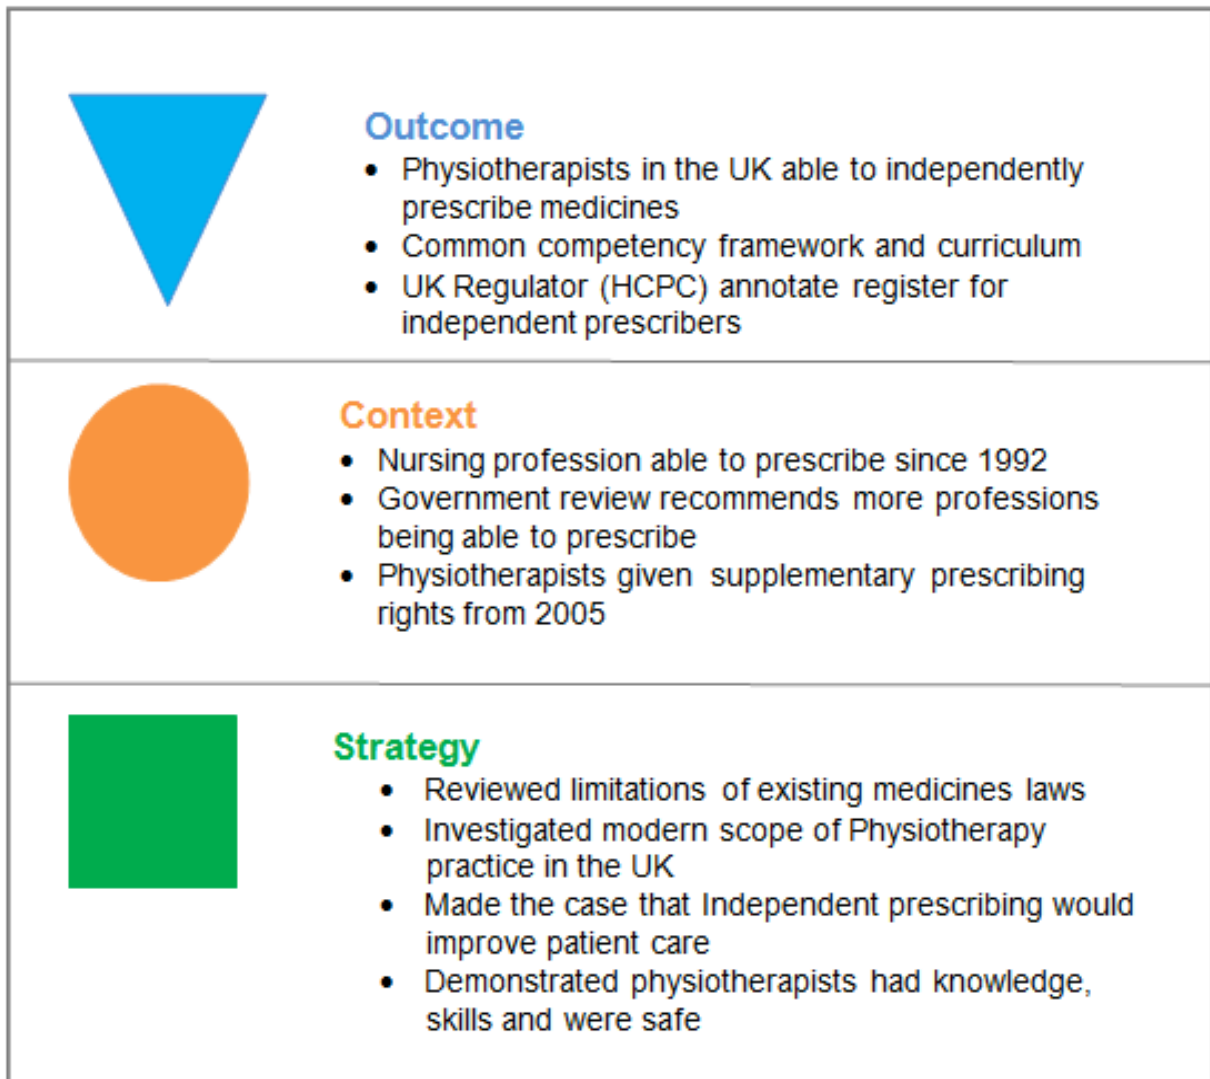 Outcome
• Physiotherapists in the UK able to independently
prescribe medicines
• Common competency framework and curriculum
• UK Regulator (HCPC) annotate register for
independent prescribers
Context
• Nursing profession able to prescribe since 1992
• Government review recommends more professions
being able to prescribe
• Physiotherapists given supplementary prescribing
rights from 2005
Strategy
• Reviewed limitations of existing medicines laws
• Investigated modern scope of Physiotherapy
practice in the UK
• Made the case that Independent prescribing would
improve patient care
• Demonstrated physiotherapists had knowledge,
skills and were safe